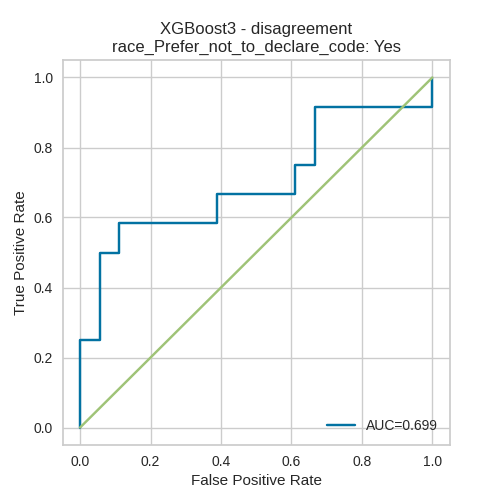 XGBoost3 - disagreement
race_Prefer_not_to_declare_code: Yes
1.0
0.8
0.6
0.4
0.2
0.0
True Positive Rate
AUC=0.699
0.0 0.2 0.4 0.6 0.8 1.0
False Positive Rate